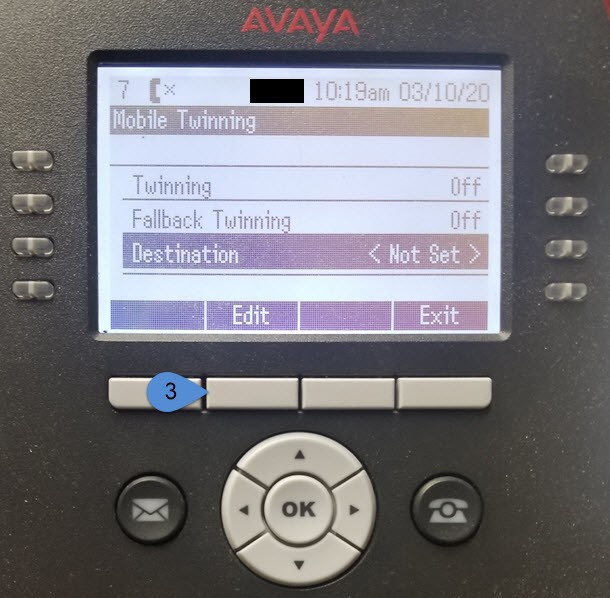 AVAYA
7 10:19am 03/10/20
Mobile Twinning
Twinning Off
Fallback Twinning Off
Destination < Not Set >
Edit Exit
3
OK